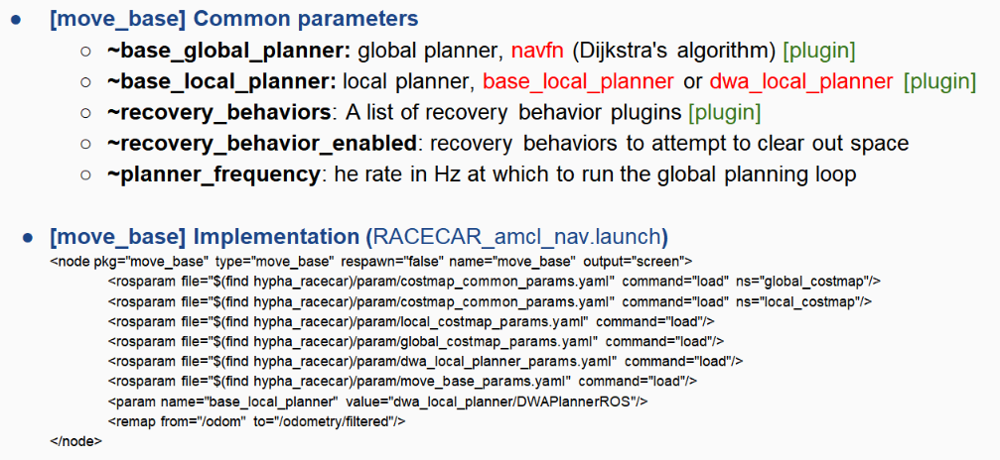 ● [move_base] Common parameters
○ ~base_global_planner: global planner, navfn (Dijkstra's algorithm) [plugin]
○ ~base_local_planner: local planner, base_local_planner or dwa_local_planner [plugin]
○ ~recovery_behaviors: A list of recovery behavior plugins [plugin]
○ ~recovery_behavior_enabled: recovery behaviors to attempt to clear out space
○ ~planner_frequency: he rate in Hz at which to run the global planning loop
● [move_base] Implementation (RACECAR_amcl_nav.launch)
<node pkg="move_base" type="move_base" respawn="false" name="move_base" output="screen">
<rosparam file="$(find hypha_racecar)/param/costmap_common_params.yaml" command="load" ns="global_costmap"/>
<rosparam file="$(find hypha_racecar)/param/costmap_common_params.yaml" command="load" ns="local_costmap"/>
<rosparam file="$(find hypha_racecar)/param/local_costmap_params.yaml" command="load"/>
<rosparam file="$(find hypha_racecar)/param/global_costmap_params.yaml" command="load"/>
<rosparam file="$(find hypha_racecar)/param/dwa_local_planner_params.yaml" command="load"/>
<rosparam file="$(find hypha_racecar)/param/move_base_params.yaml" command="load"/>
<param name="base_local_planner" value="dwa_local_planner/DWAPlannerROS"/>
<remap from="/odom" to="/odometry/filtered"/>
</node>